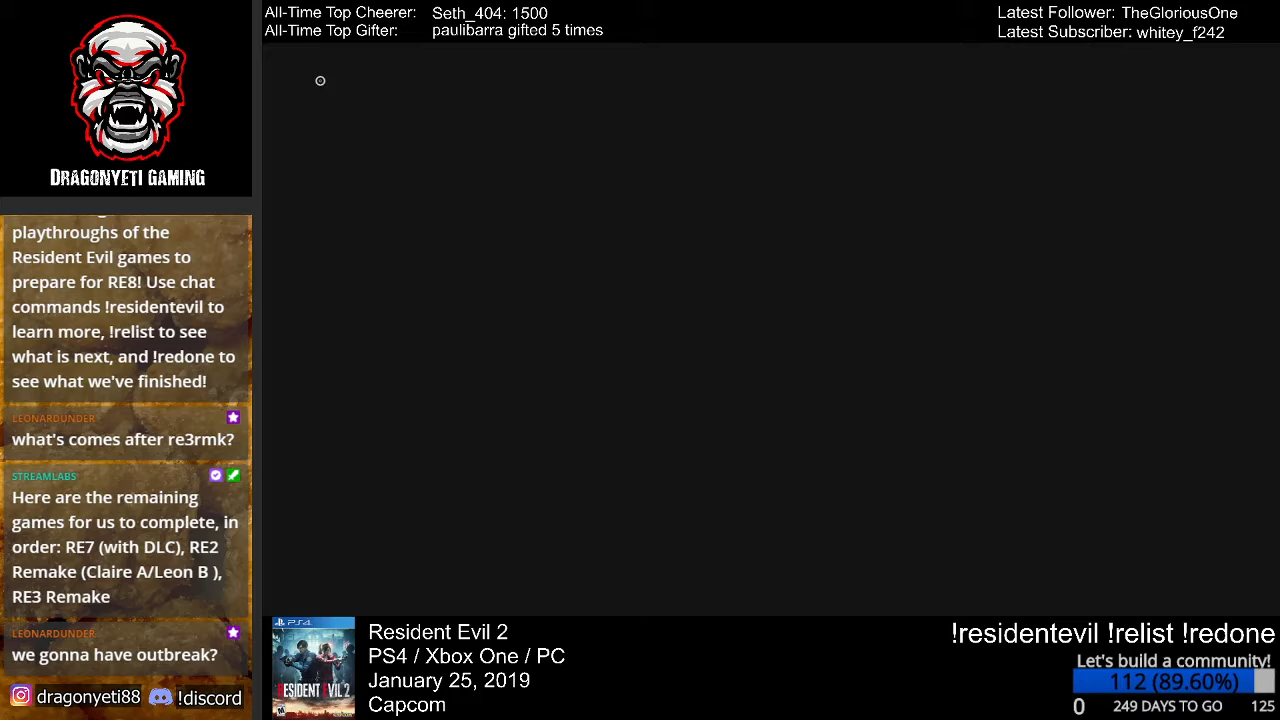 All-Time Top Cheerer: Seth_404: 1500
All-Time Top Gifter: paulibarra gifted 5 times
Latest Follower: TheGloriousOne
Latest Subscriber: whitey_f242
DRAGONYETI GAMING
playthroughs of the
Resident Evil games to
prepare for RE8! Use chat
commands !residentevil to
learn more, !relist to see
what is next, and !redone to
see what we've finished!
LEONARDUNDER
what's comes after re3rmk?
STREAMLABS
Here are the remaining
games for us to complete, in
order: RE7 (with DLC), RE2
Remake (Claire A/Leon B ),
RE3 Remake
LEONARDUNDER
we gonna have outbreak?
dragonyeti88 !discord
PS4
RESIDENT EVIL 2
Resident Evil 2
PS4 / Xbox One / PC
January 25, 2019
Capcom
!residentevil !relist !redone
Let's build a community!
112 (89.60%)
0 249 DAYS TO GO 125